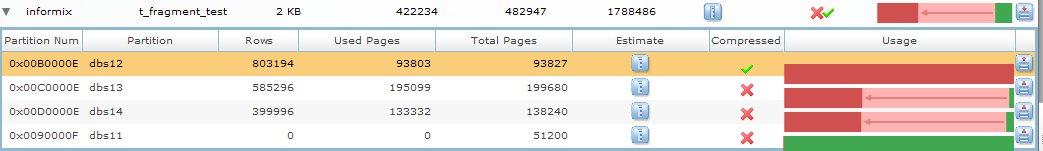 informix t_fragment_test 2 KB 422234 482947 1788486
Partition Num Partition Rows Used Pages Total Pages Estimate Compressed Usage
0x00B0000E dbs12 803194 93803 93827
0x00C0000E dbs13 585296 195099 199680
0x00D0000E dbs14 399996 133332 138240
0x0090000F dbs11 0 0 51200